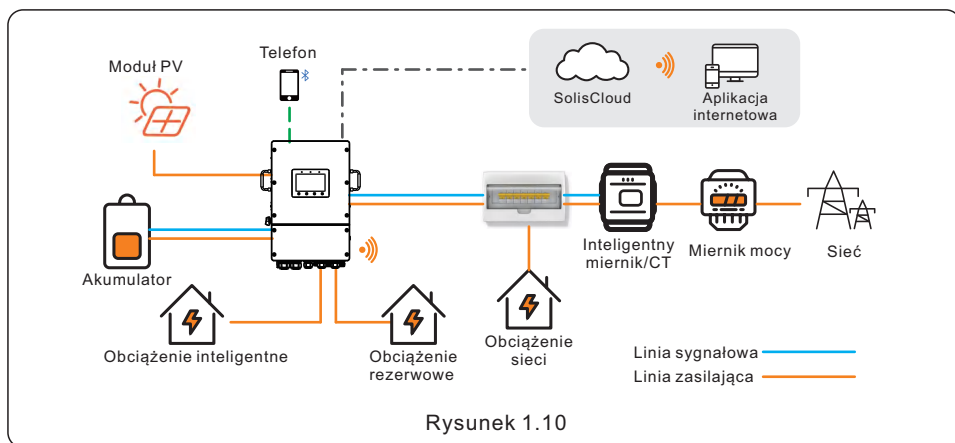 Telefon
Moduł PV
SolisCloud
Aplikacja
internetowa
Akumulator
Inteligentny
miernik/CT
Miernik mocy
Sieć
Obciążenie inteligentne
Obciążenie
rezerwowe
Obciążenie
sieci
Linia sygnałowa
Linia zasilająca
Rysunek 1.10